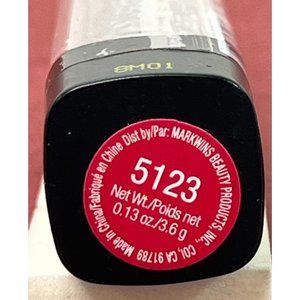 8M01
5123
Net Wt./Poids net
0.13 oz/3.6 g
Made in China/Fabriqué en Chine Dist by/Par: MARKWINS BEAUTY PRODUCTS, INC., CO, CA 91789